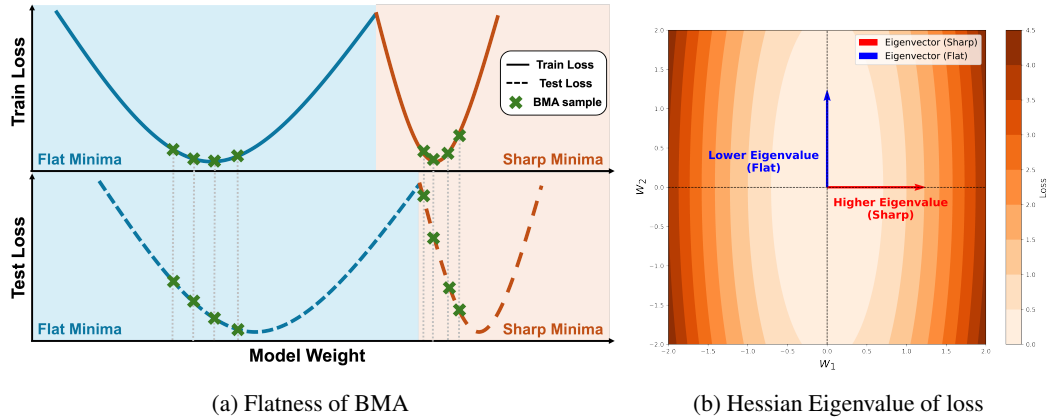 Train Loss
Train Loss
Test Loss
BMA sample
Flat Minima
Sharp Minima
Test Loss
Flat Minima
Sharp Minima
Model Weight
(a) Flatness of BMA
Eigenvector (Sharp)
Eigenvector (Flat)
Lower Eigenvalue
(Flat)
Higher Eigenvalue
(Sharp)
2.0
1.5
1.0
0.5
0.0
−0.5
−1.0
−1.5
−2.0
W2
−2.0 −1.5 −1.0 −0.5 0.0 0.5 1.0 1.5 2.0
W1
4.5
4.0
3.5
3.0
2.5
2.0
1.5
1.0
0.5
0.0
Loss
(b) Hessian Eigenvalue of loss